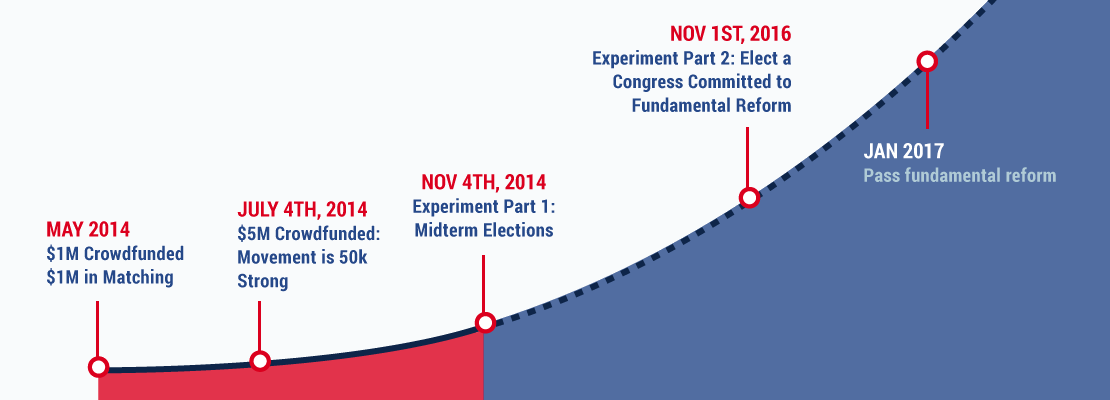 MAY 2014
$1M Crowdfunded
$1M in Matching
JULY 4TH, 2014
$5M Crowdfunded:
Movement is 50k
Strong
NOV 4TH, 2014
Experiment Part 1:
Midterm Elections
NOV 1ST, 2016
Experiment Part 2: Elect a
Congress Committed to
Fundamental Reform
JAN 2017
Pass fundamental reform